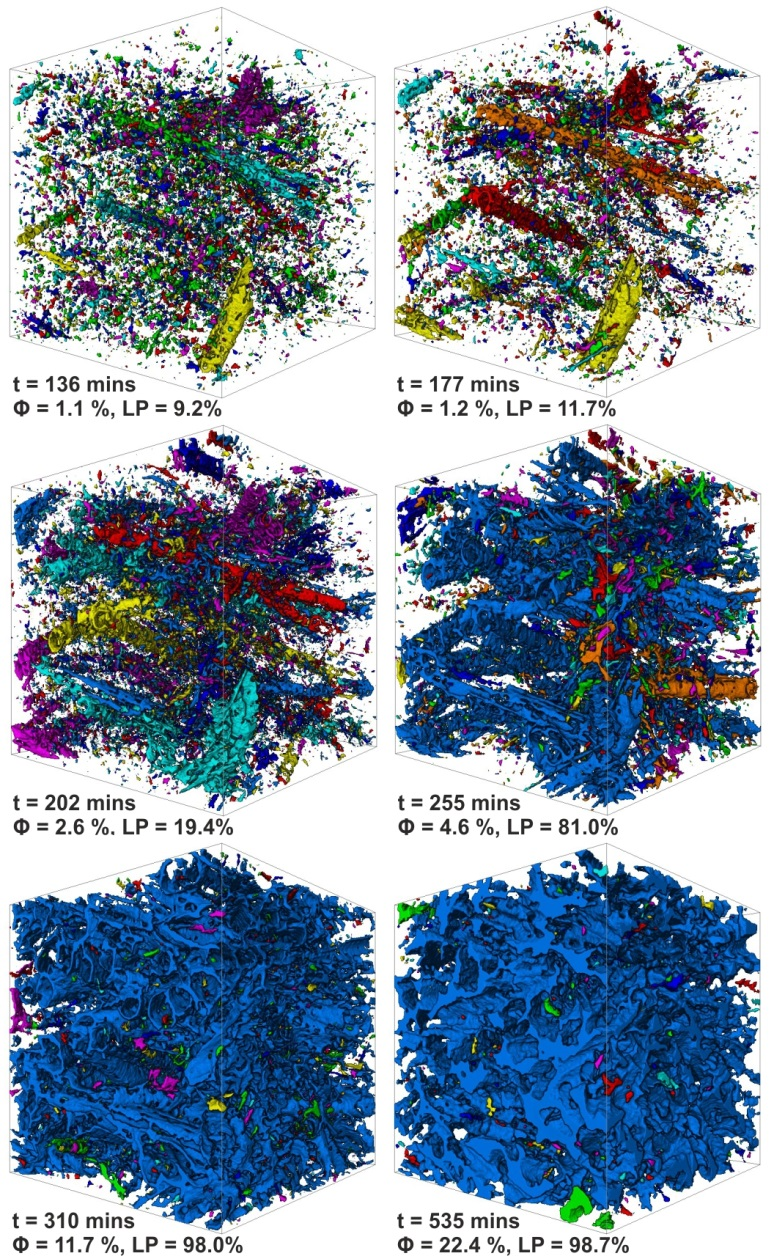 t = 136 mins
Φ = 1.1 %, LP = 9.2%
t = 177 mins
Φ = 1.2 %, LP = 11.7%
t = 202 mins
Φ = 2.6 %, LP = 19.4%
t = 255 mins
Φ = 4.6 %, LP = 81.0%
t = 310 mins
Φ = 11.7 %, LP = 98.0%
t = 535 mins
Φ = 22.4 %, LP = 98.7%